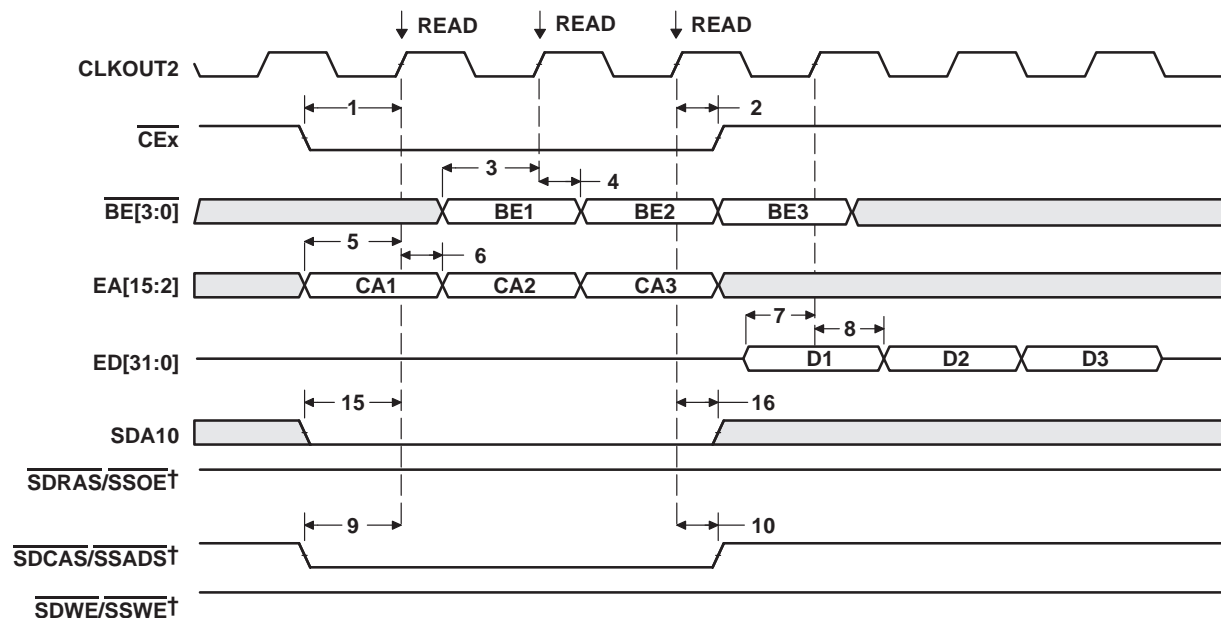 READ READ READ
CLKOUT2
1 2
CEx
3 4
BE[3:0] BE1 BE2 BE3
5 6
EA[15:2] CA1 CA2 CA3
7 8
ED[31:0] D1 D2 D3
15 16
SDA10
SDRAS/SSOE†
9 10
SDCAS/SSADS†
SDWE/SSWE†